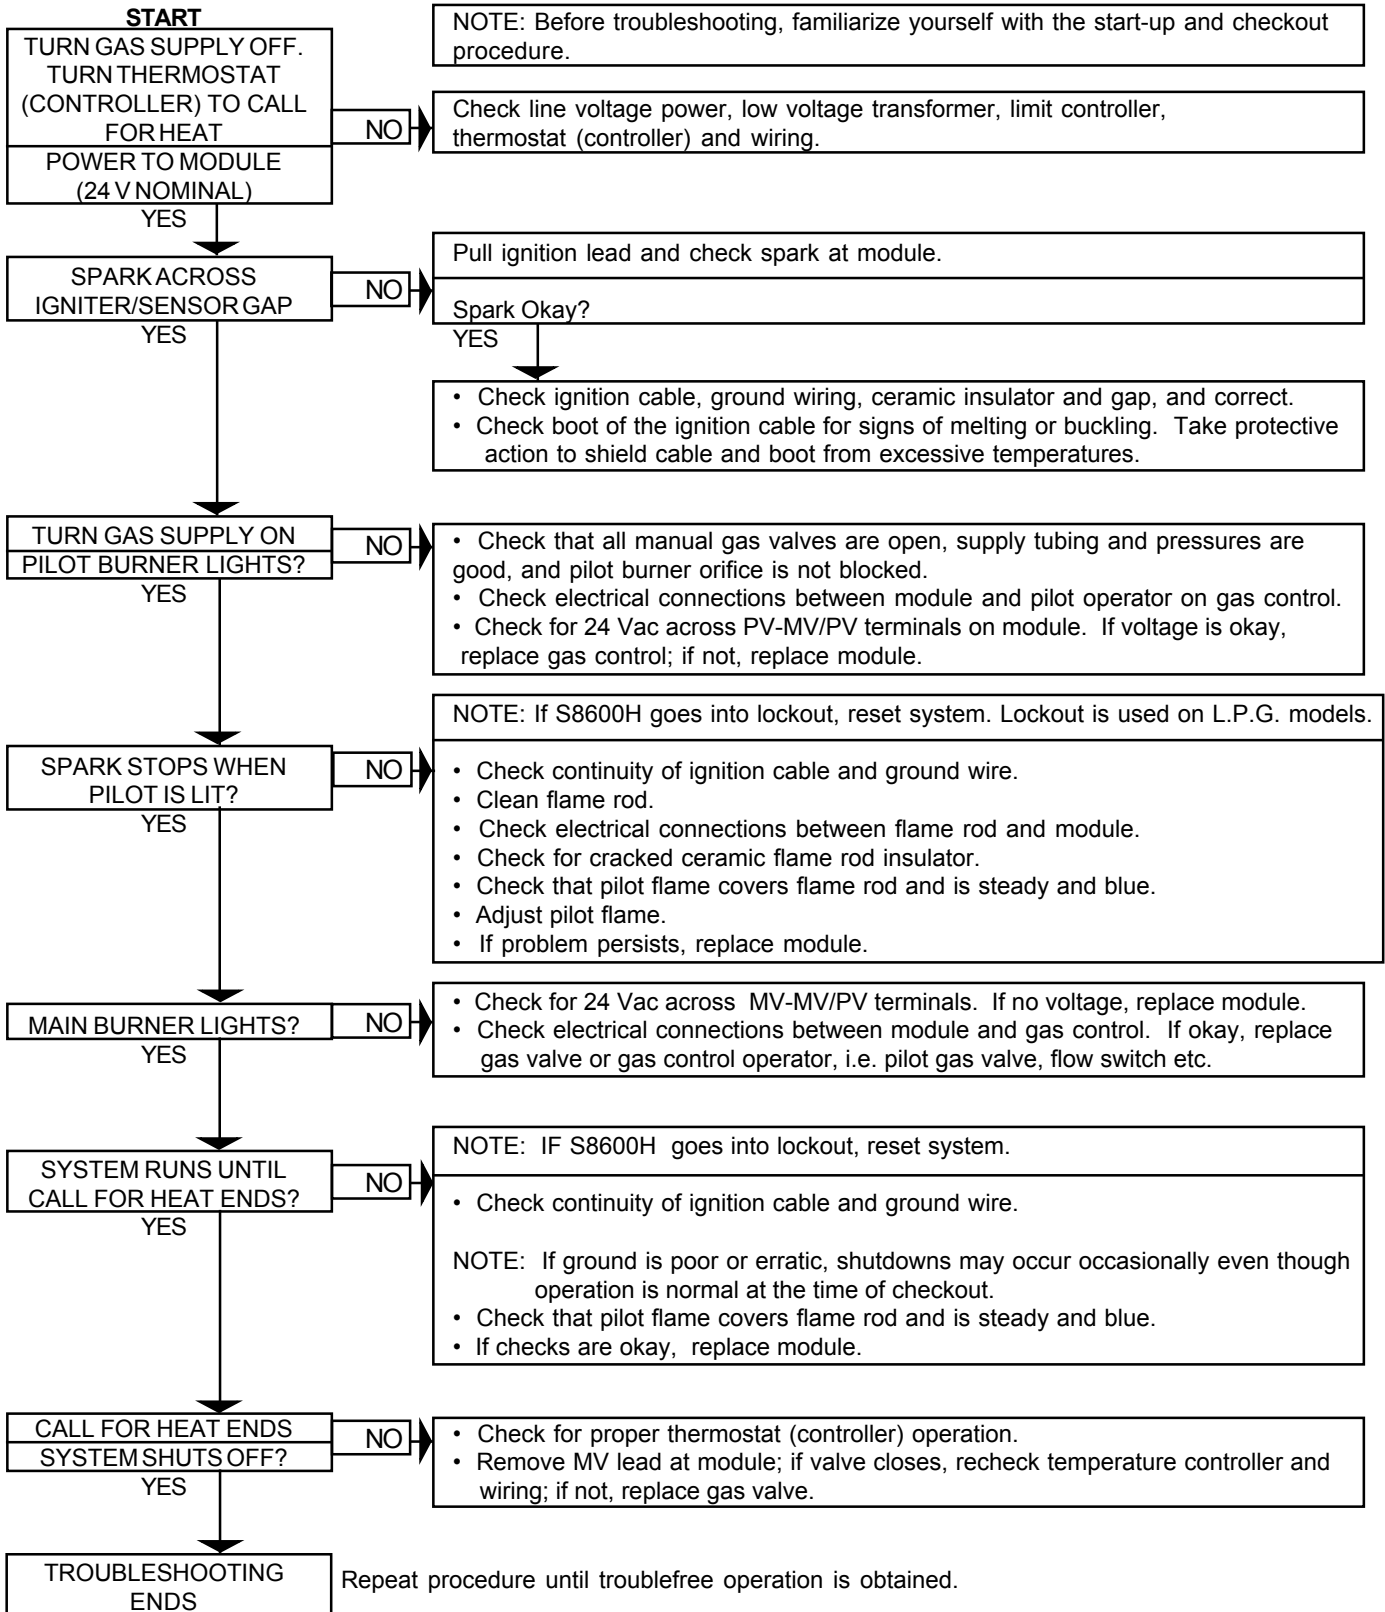 START
TURN GAS SUPPLY OFF.
TURN THERMOSTAT
(CONTROLLER) TO CALL
FOR HEAT
POWER TO MODULE
(24 V NOMINAL)
YES
NOTE: Before troubleshooting, familiarize yourself with the start-up and checkout
procedure.
NO
Check line voltage power, low voltage transformer, limit controller,
thermostat (controller) and wiring.
SPARK ACROSS
IGNITER/SENSOR GAP
YES
NO
Pull ignition lead and check spark at module.
Spark Okay?
YES
• Check ignition cable, ground wiring, ceramic insulator and gap, and correct.
• Check boot of the ignition cable for signs of melting or buckling. Take protective
action to shield cable and boot from excessive temperatures.
TURN GAS SUPPLY ON
PILOT BURNER LIGHTS?
YES
NO
• Check that all manual gas valves are open, supply tubing and pressures are
good, and pilot burner orifice is not blocked.
• Check electrical connections between module and pilot operator on gas control.
• Check for 24 Vac across PV-MV/PV terminals on module. If voltage is okay,
replace gas control; if not, replace module.
SPARK STOPS WHEN
PILOT IS LIT?
YES
NO
NOTE: If S8600H goes into lockout, reset system. Lockout is used on L.P.G. models.
• Check continuity of ignition cable and ground wire.
• Clean flame rod.
• Check electrical connections between flame rod and module.
• Check for cracked ceramic flame rod insulator.
• Check that pilot flame covers flame rod and is steady and blue.
• Adjust pilot flame.
• If problem persists, replace module.
MAIN BURNER LIGHTS?
YES
NO
• Check for 24 Vac across MV-MV/PV terminals. If no voltage, replace module.
• Check electrical connections between module and gas control. If okay, replace
gas valve or gas control operator, i.e. pilot gas valve, flow switch etc.
SYSTEM RUNS UNTIL
CALL FOR HEAT ENDS?
YES
NO
NOTE: IF S8600H goes into lockout, reset system.
• Check continuity of ignition cable and ground wire.
NOTE: If ground is poor or erratic, shutdowns may occur occasionally even though
operation is normal at the time of checkout.
• Check that pilot flame covers flame rod and is steady and blue.
• If checks are okay, replace module.
CALL FOR HEAT ENDS
SYSTEM SHUTS OFF?
YES
NO
• Check for proper thermostat (controller) operation.
• Remove MV lead at module; if valve closes, recheck temperature controller and
wiring; if not, replace gas valve.
TROUBLESHOOTING
ENDS
Repeat procedure until troublefree operation is obtained.